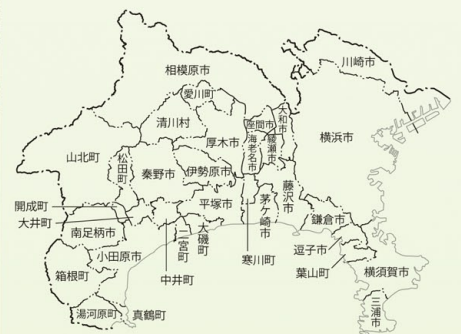 川崎市
相模原市
愛川町
大和市
清川村
座間市
綾瀬市
横浜市
厚木市
海老名市
山北町
松田町
秦野市
伊勢原市
藤沢市
茅ケ崎市
開成町
平塚市
大井町
鎌倉市
南足柄市
二宮町
大磯町
逗子市
小田原市
寒川町
葉山町
箱根町
中井町
横須賀市
三浦市
湯河原町
真鶴町